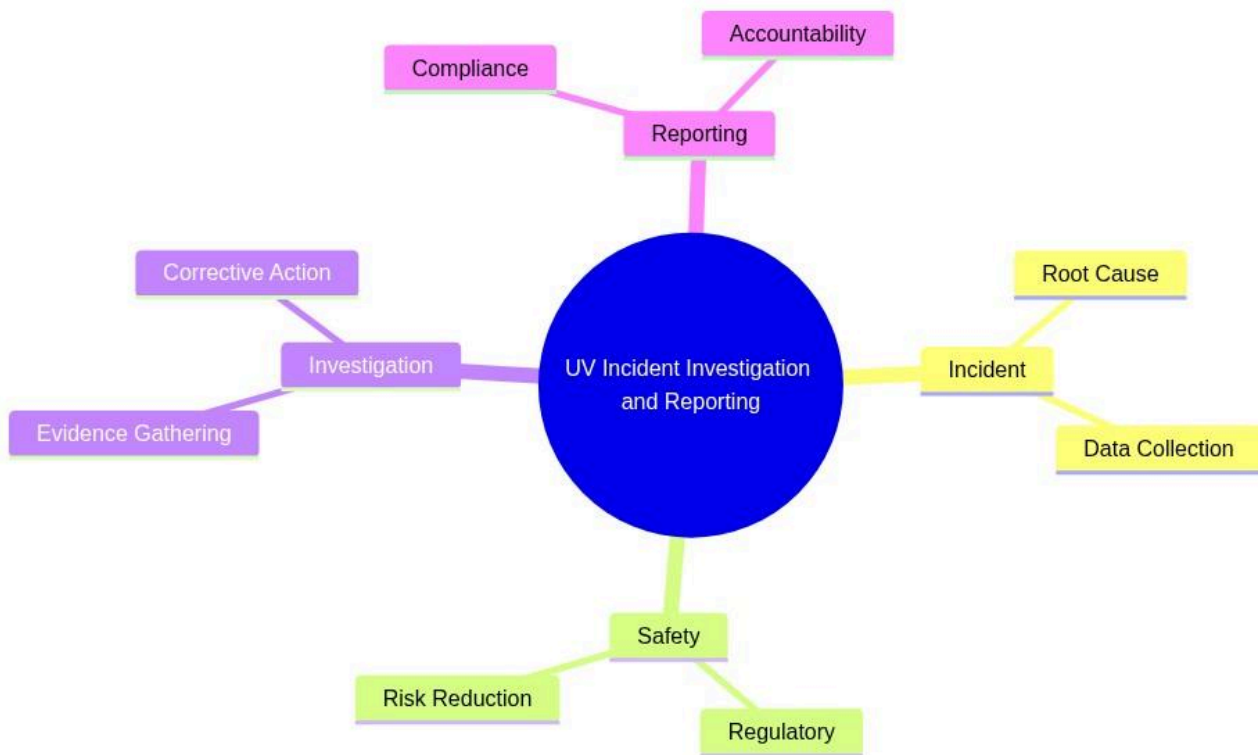 Accountability
Compliance
Reporting
Corrective Action
Root Cause
Investigation
UV Incident Investigation
and Reporting
Incident
Evidence Gathering
Data Collection
Safety
Risk Reduction
Regulatory